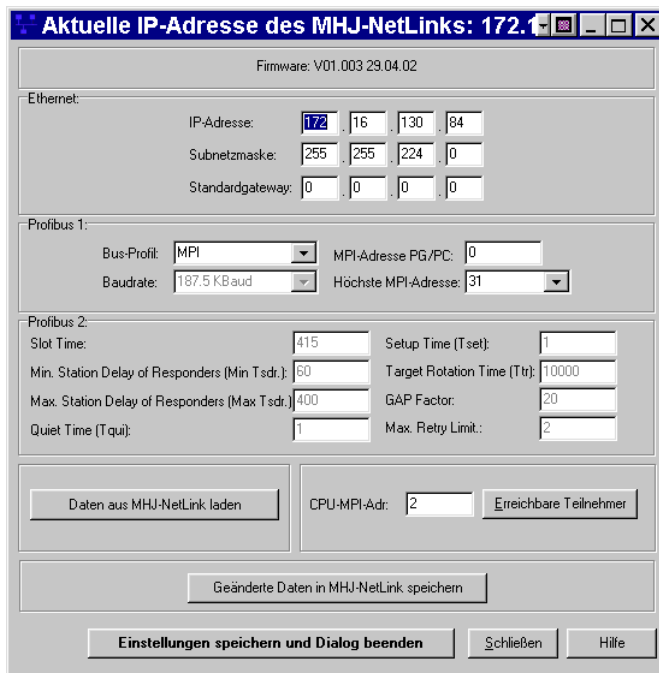 Aktuelle IP-Adresse des MHJ-NetLinks: 172.1
Firmware: V01.003 29.04.02
Ethernet:
IP-Adresse: 172 . 16 . 130 . 84
Subnetzmaske: 255 . 255 . 224 . 0
Standardgateway: 0 . 0 . 0 . 0
Profibus 1:
Bus-Profil: MPI MPI-Adresse PG/PC: 0
Baudrate: 187.5 KBaud Höchste MPI-Adresse: 31
Profibus 2:
Slot Time: 415 Setup Time (Tset): 1
Min. Station Delay of Responders (Min Tsdr.): 60 Target Rotation Time (Ttr): 10000
Max. Station Delay of Responders (Max Tsdr.) 400 GAP Factor: 20
Quiet Time (Tqui): 1 Max. Retry Limit.: 2
Daten aus MHJ-NetLink laden CPU-MPI-Adr: 2 Erreichbare Teilnehmer
Geänderte Daten in MHJ-NetLink speichern
Einstellungen speichern und Dialog beenden Schließen Hilfe